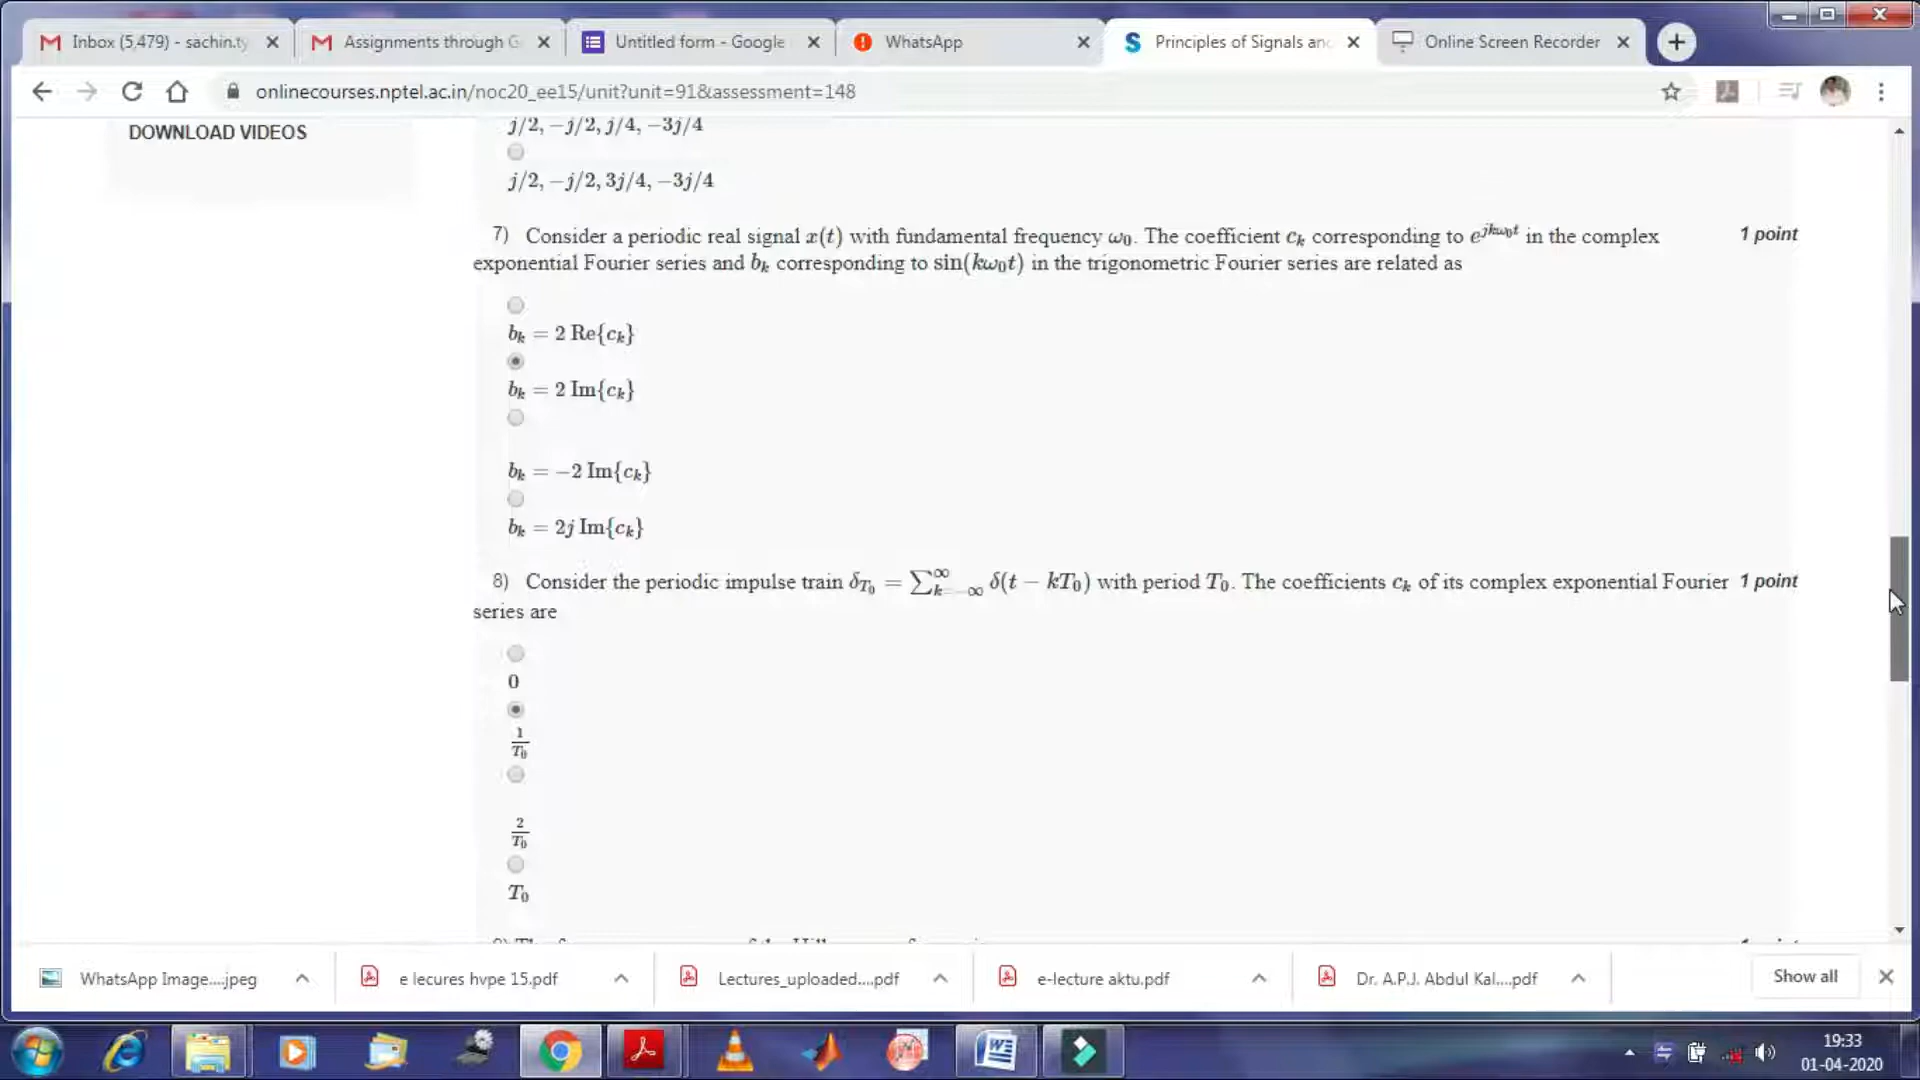 Inbox (5,479) - sachin.ty
Assignments through G
Untitled form - Google
WhatsApp
Principles of Signals and
Online Screen Recorder
onlinecourses.nptel.ac.in/noc20_ee15/unit?unit=91&assessment=148
DOWNLOAD VIDEOS
j/2, −j/2, j/4, −3j/4
j/2, −j/2, 3j/4, −3j/4
7) Consider a periodic real signal x(t) with fundamental frequency ω₀. The coefficient cₖ corresponding to e^{jkω₀t} in the complex 1 point
exponential Fourier series and bₖ corresponding to sin(kω₀t) in the trigonometric Fourier series are related as
bₖ = 2 Re{cₖ}
bₖ = 2 Im{cₖ}
bₖ = −2 Im{cₖ}
bₖ = 2j Im{cₖ}
8) Consider the periodic impulse train δ_{T₀} = ∑_{k=−∞}^{∞} δ(t − kT₀) with period T₀. The coefficients cₖ of its complex exponential Fourier 1 point
series are
0
1/T₀
2/T₀
T₀
WhatsApp Image....jpeg
e lecures hvpe 15.pdf
Lectures_uploaded....pdf
e-lecture aktu.pdf
Dr. A.P.J. Abdul Kal....pdf
Show all
19:33
01-04-2020